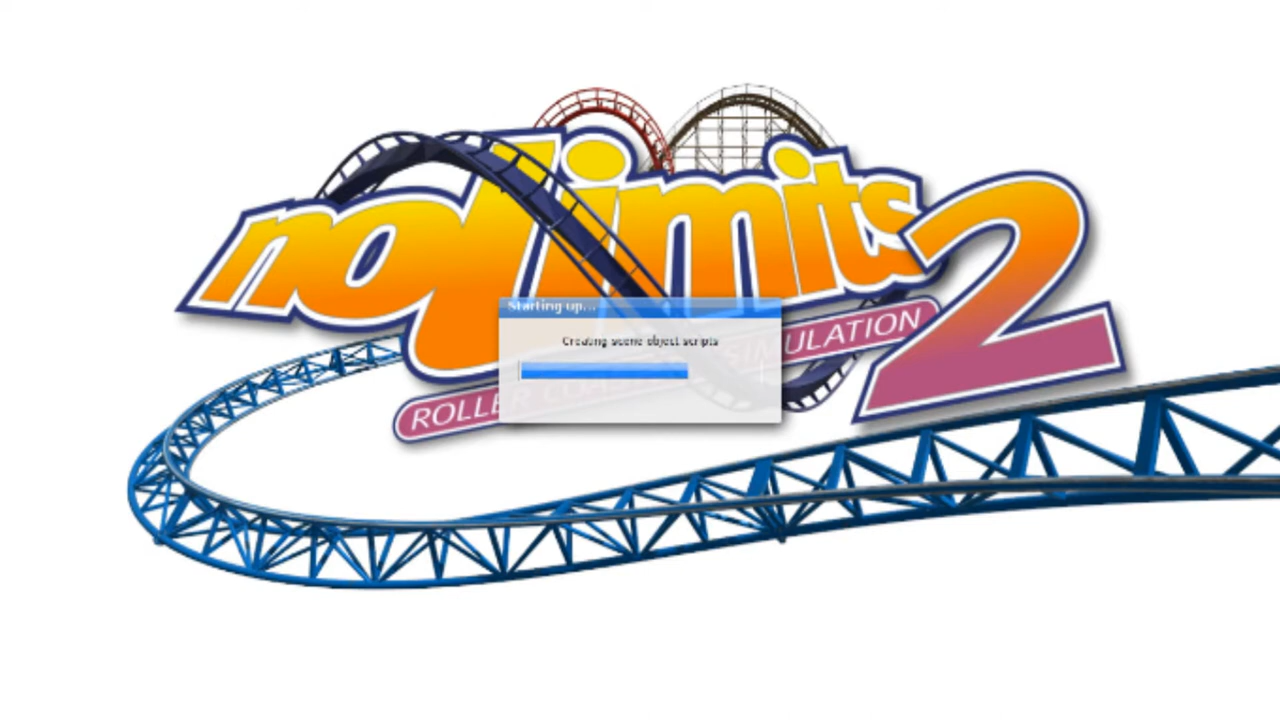 nolimits 2
Starting up...
Creating scene object scripts
ROLLER COASTER SIMULATION